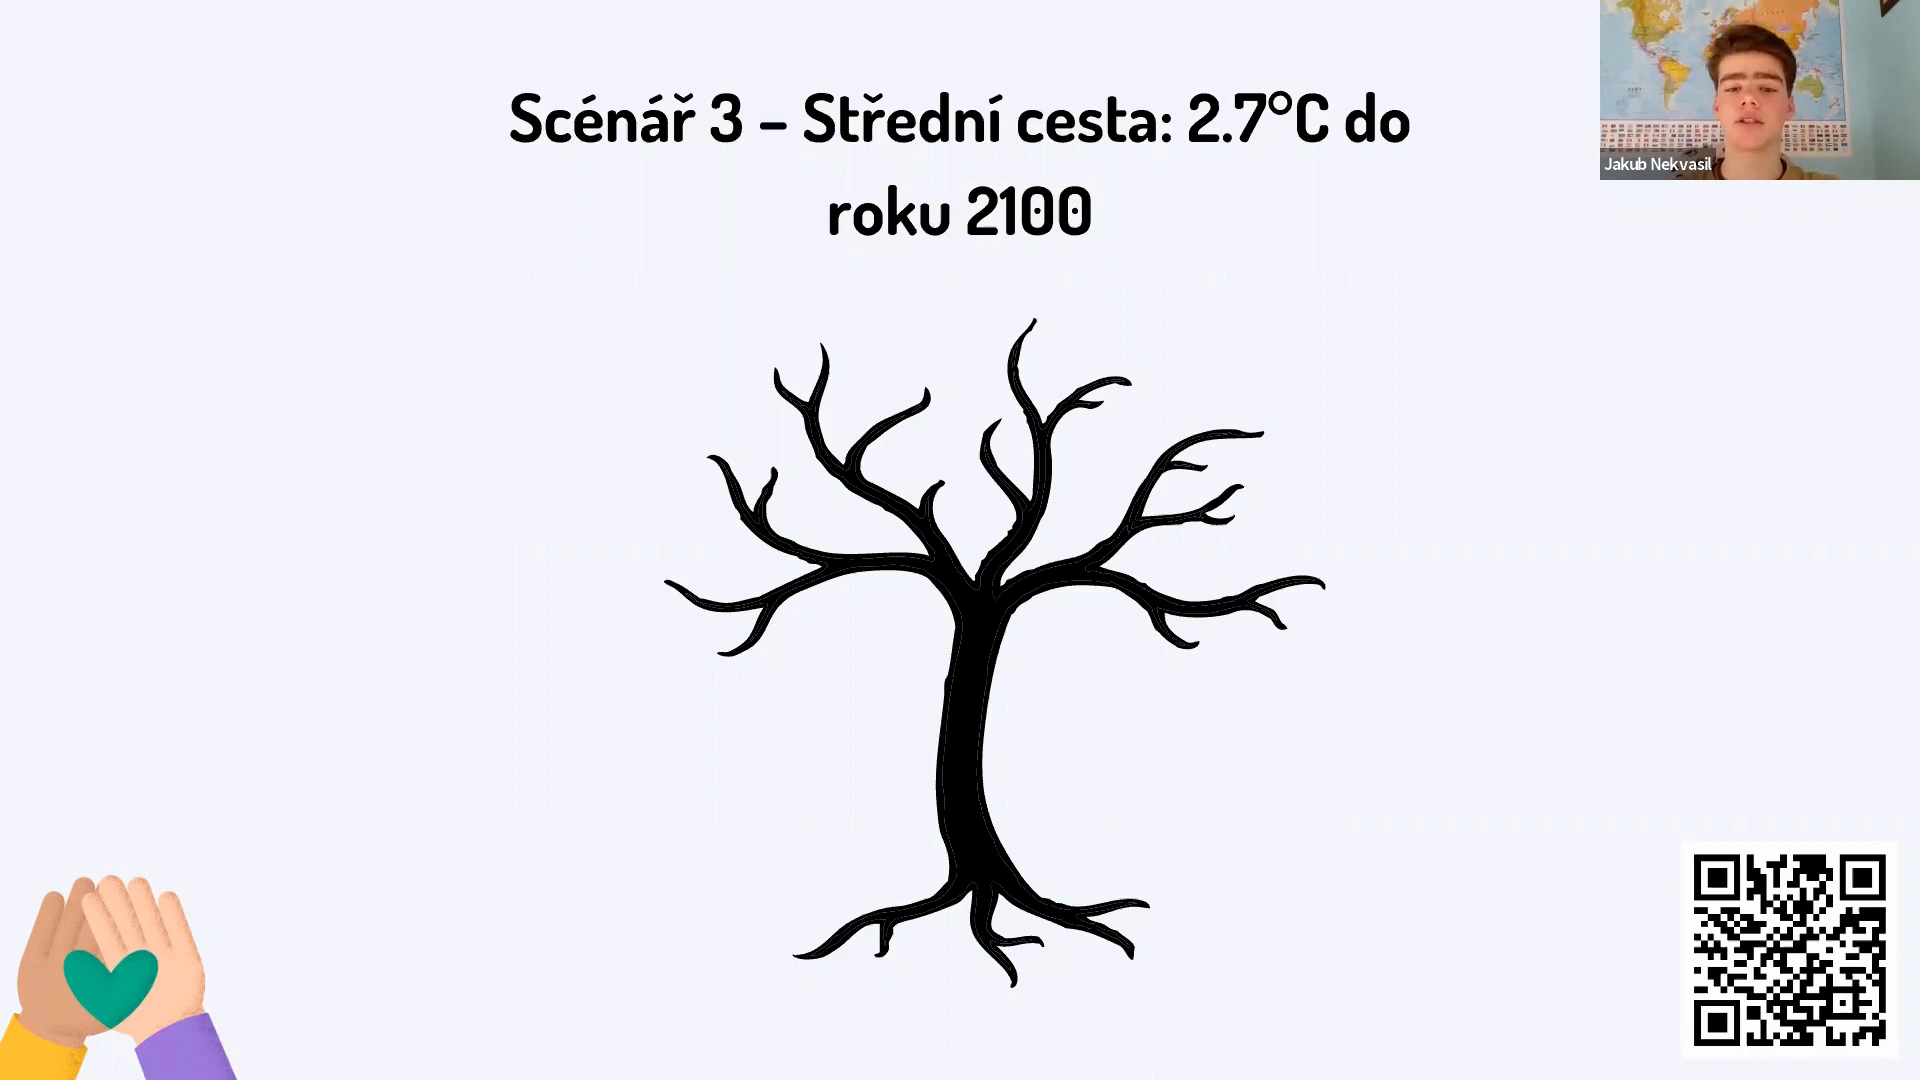 Scénář 3 – Střední cesta: 2.7°C do
roku 2100
Jakub Nekvasil